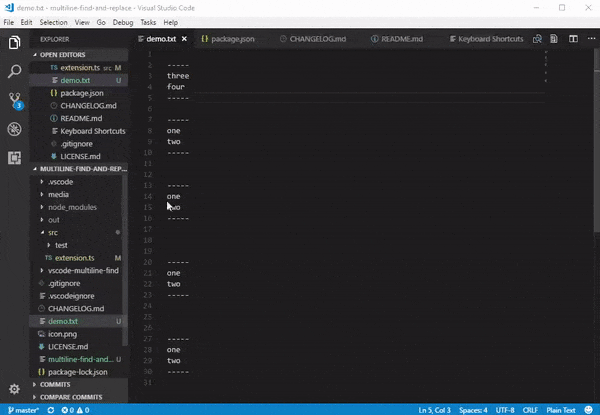 demo.txt - multiline-find-and-replace - Visual Studio Code
File Edit Selection View Go Debug Tasks Help
EXPLORER
demo.txt package.json CHANGELOG.md README.md Keyboard Shortcuts
OPEN EDITORS
TS extension.ts src M
demo.txt U
{} package.json
CHANGELOG.md
README.md
Keyboard Shortcuts
.gitignore
LICENSE.md
MULTILINE-FIND-AND-REP...
.vscode
media
node_modules
out
src
test
TS extension.ts M
vscode-multiline-find
.gitignore
.vscodeignore
CHANGELOG.md
demo.txt U
icon.png
LICENSE.md
multiline-find-and... U
package-lock.json
COMMITS
COMPARE COMMITS
3
1
2 -----
3 three
4 four
5 -----
6
7 -----
8 one
9 two
10 -----
11
12
13 -----
14 one
15 two
16 -----
17
18
19
20 -----
21 one
22 two
23 -----
24
25
26
27 -----
28 one
29 two
30 -----
31
master* 0 0 Ln 5, Col 3 Spaces: 4 UTF-8 CRLF Plain Text